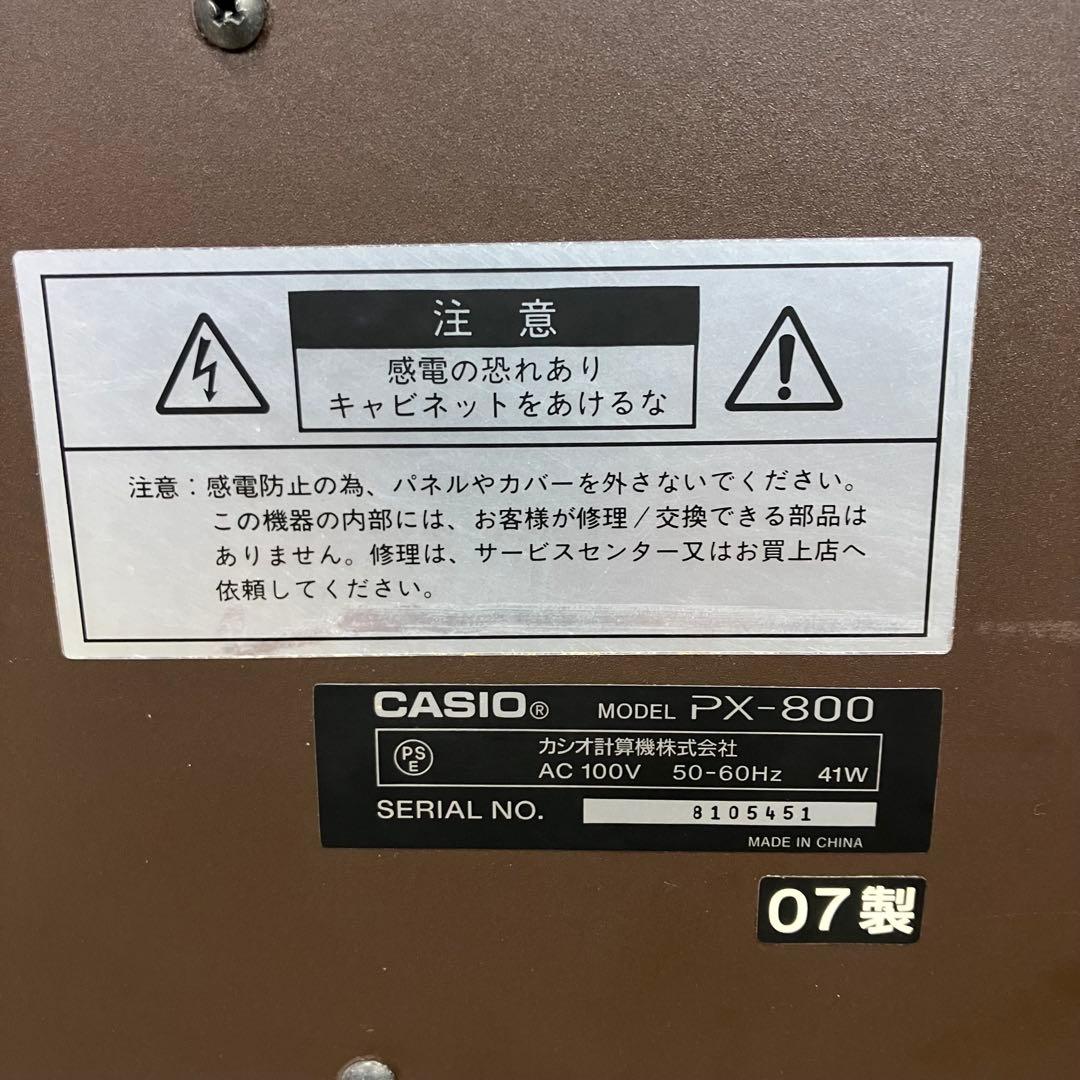 注 意
感電の恐れあり
キャビネットをあけるな
注意：感電防止の為、パネルやカバーを外さないでください。
この機器の内部には、お客様が修理／交換できる部品は
ありません。修理は、サービスセンター又はお買上店へ
依頼してください。
CASIO® MODEL PX-800
PSE カシオ計算機株式会社
AC 100V 50-60Hz 41W
SERIAL NO. 8105451
MADE IN CHINA
07製